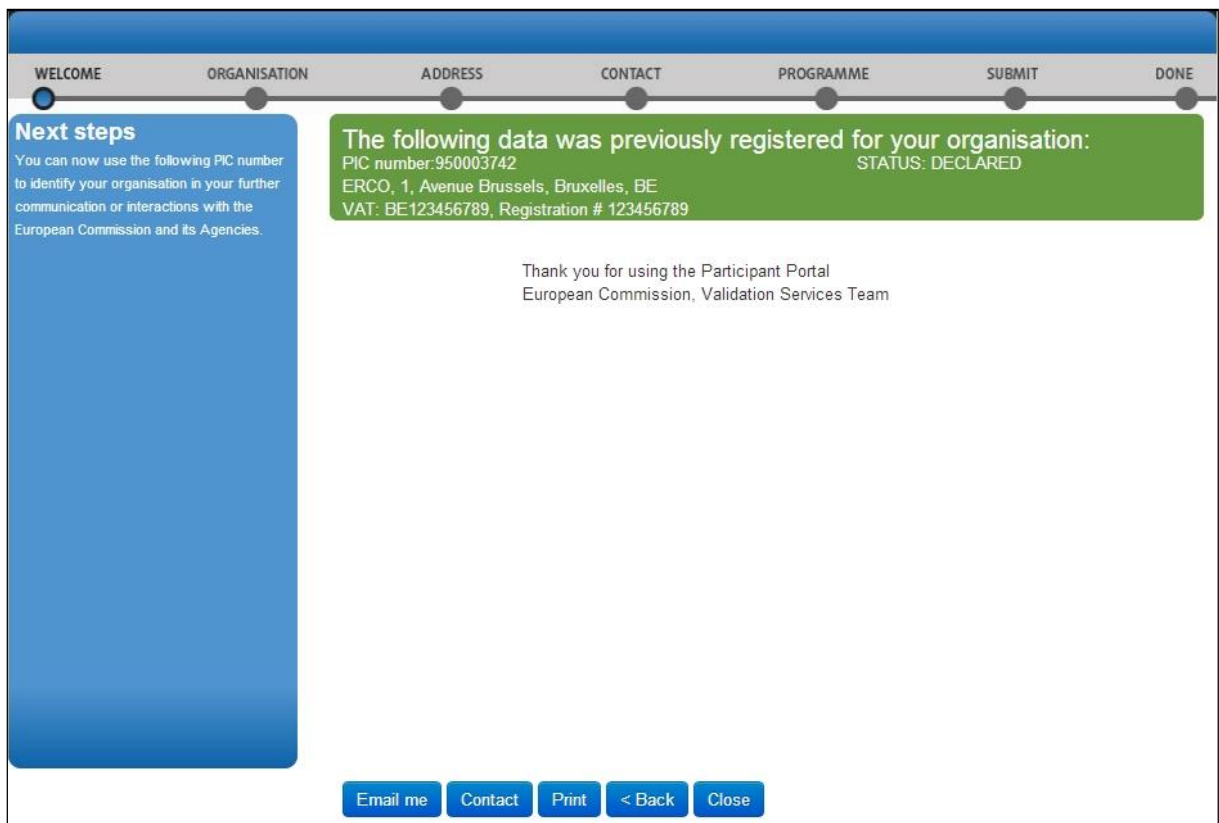 WELCOME ORGANISATION ADDRESS CONTACT PROGRAMME SUBMIT DONE
Next steps
You can now use the following PIC number
to identify your organisation in your further
communication or interactions with the
European Commission and its Agencies.
The following data was previously registered for your organisation:
PIC number:950003742 STATUS: DECLARED
ERCO, 1, Avenue Brussels, Bruxelles, BE
VAT: BE123456789, Registration # 123456789
Thank you for using the Participant Portal
European Commission, Validation Services Team
Email me Contact Print < Back Close